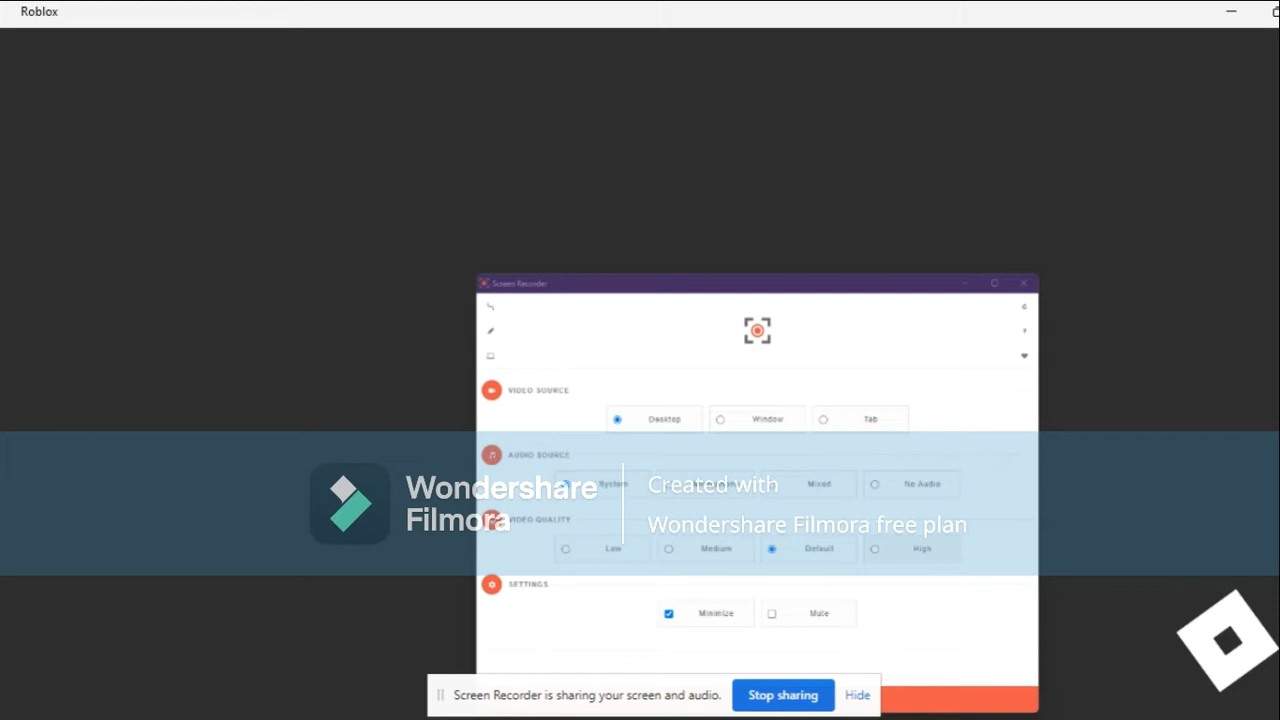 Roblox
Screen Recorder
VIDEO SOURCE
Desktop Window Tab
AUDIO SOURCE
System Mixed No Audio
Wondershare
Filmora
Created with
Wondershare Filmora free plan
VIDEO QUALITY
Low Medium Default High
SETTINGS
Minimize Mute
Screen Recorder is sharing your screen and audio. Stop sharing Hide